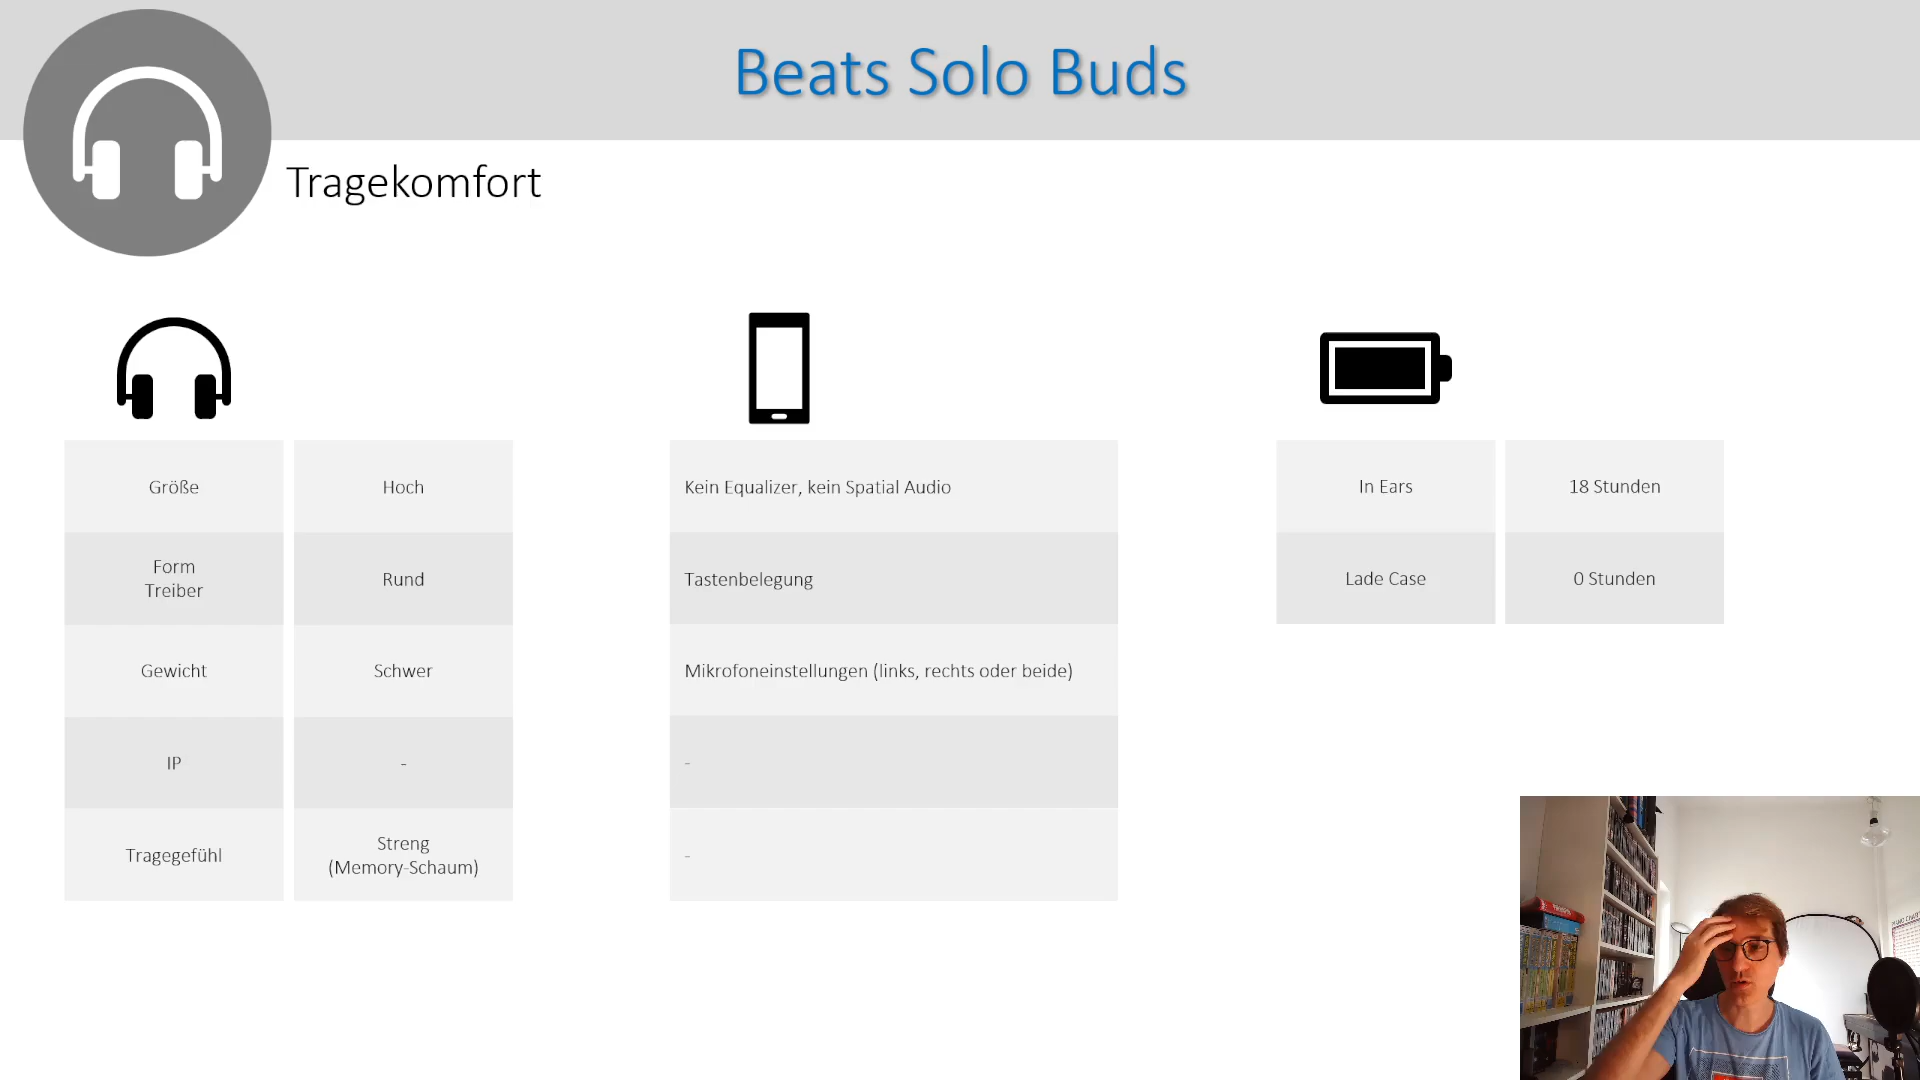 Beats Solo Buds
Tragekomfort
Größe
Hoch
Form
Treiber
Rund
Gewicht
Schwer
IP
-
Tragegefühl
Streng
(Memory-Schaum)
Kein Equalizer, kein Spatial Audio
Tastenbelegung
Mikrofoneinstellungen (links, rechts oder beide)
-
-
In Ears
18 Stunden
Lade Case
0 Stunden